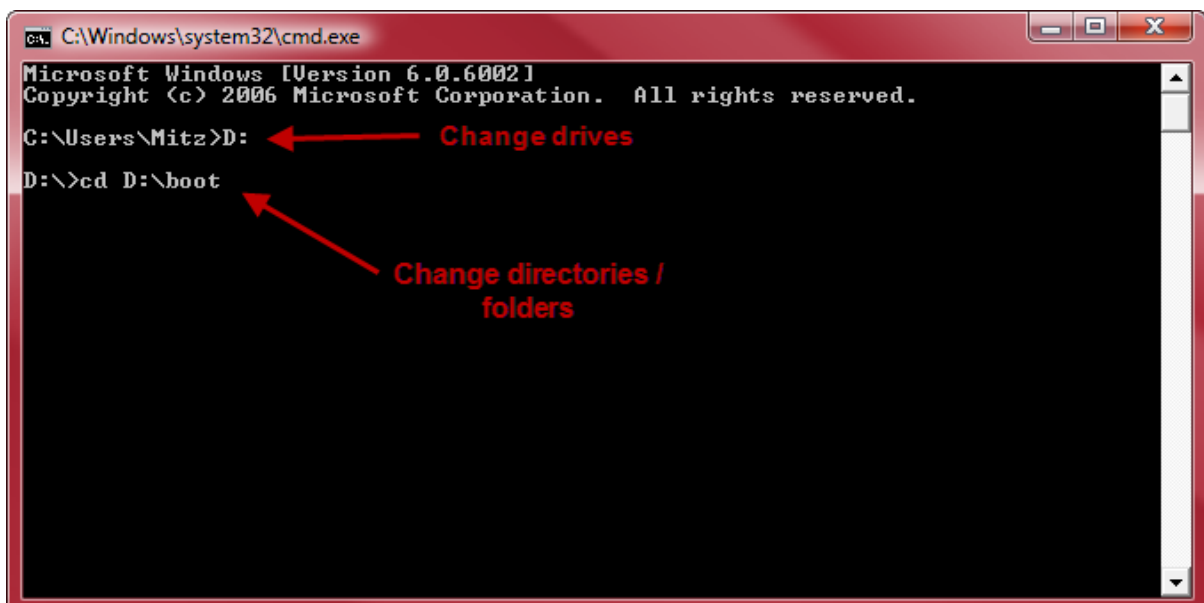 C:\Windows\system32\cmd.exe
Microsoft Windows [Version 6.0.6002]
Copyright (c) 2006 Microsoft Corporation.  All rights reserved.
C:\Users\Mitz>D:
Change drives
D:\>cd D:\boot
Change directories /
folders